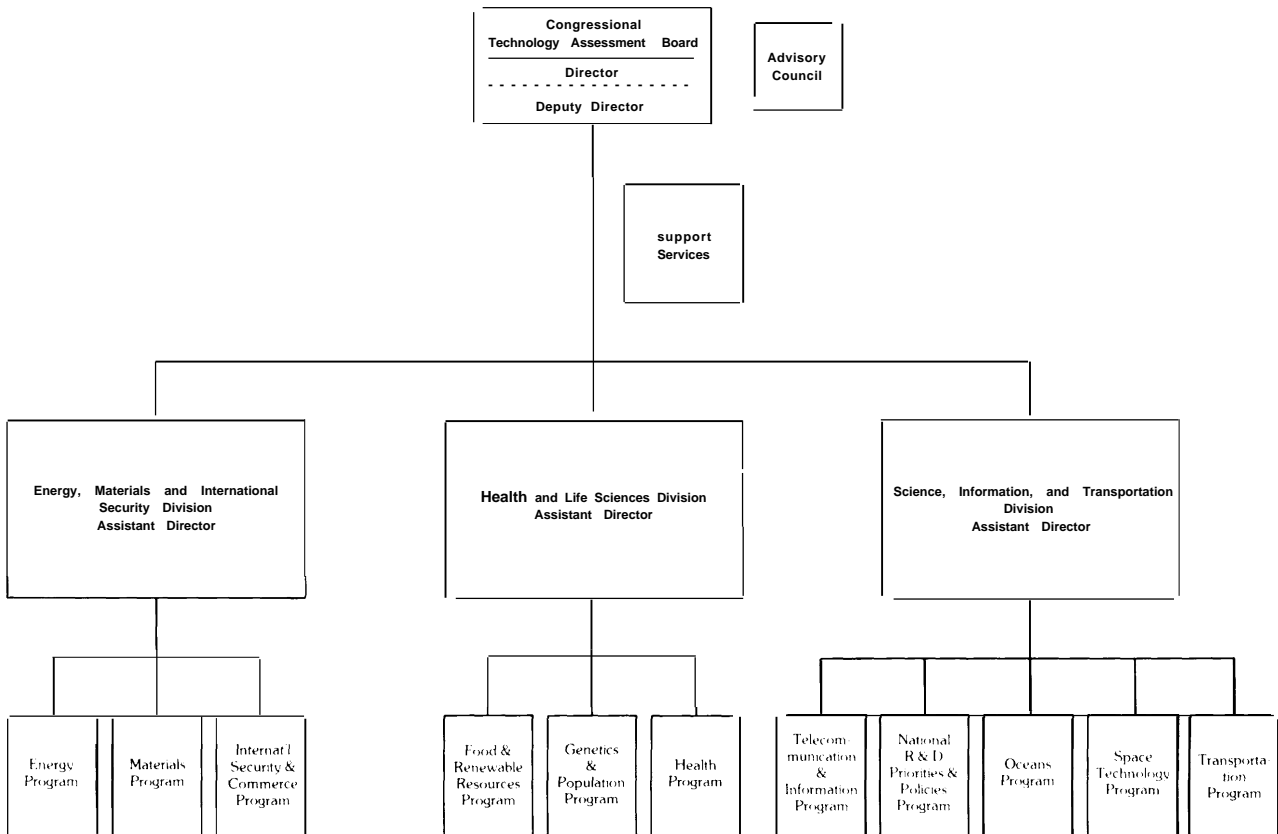 Congressional
Technology Assessment Board
Director
Deputy Director
Advisory
Council
support
Services
Energy, Materials and International
Security Division
Assistant Director
Health and Life Sciences Division
Assistant Director
Science, Information, and Transportation
Division
Assistant Director
Energy
Program
Materials
Program
Internat'l
Security &
Commerce
Program
Food &
Renewable
Resources
Program
Genetics
&
Population
Program
Health
Program
Telecom-
munication
&
Information
Program
National
R & D
Priorities &
Policies
Program
Oceans
Program
Space
Technology
Program
Transporta-
tion
Program